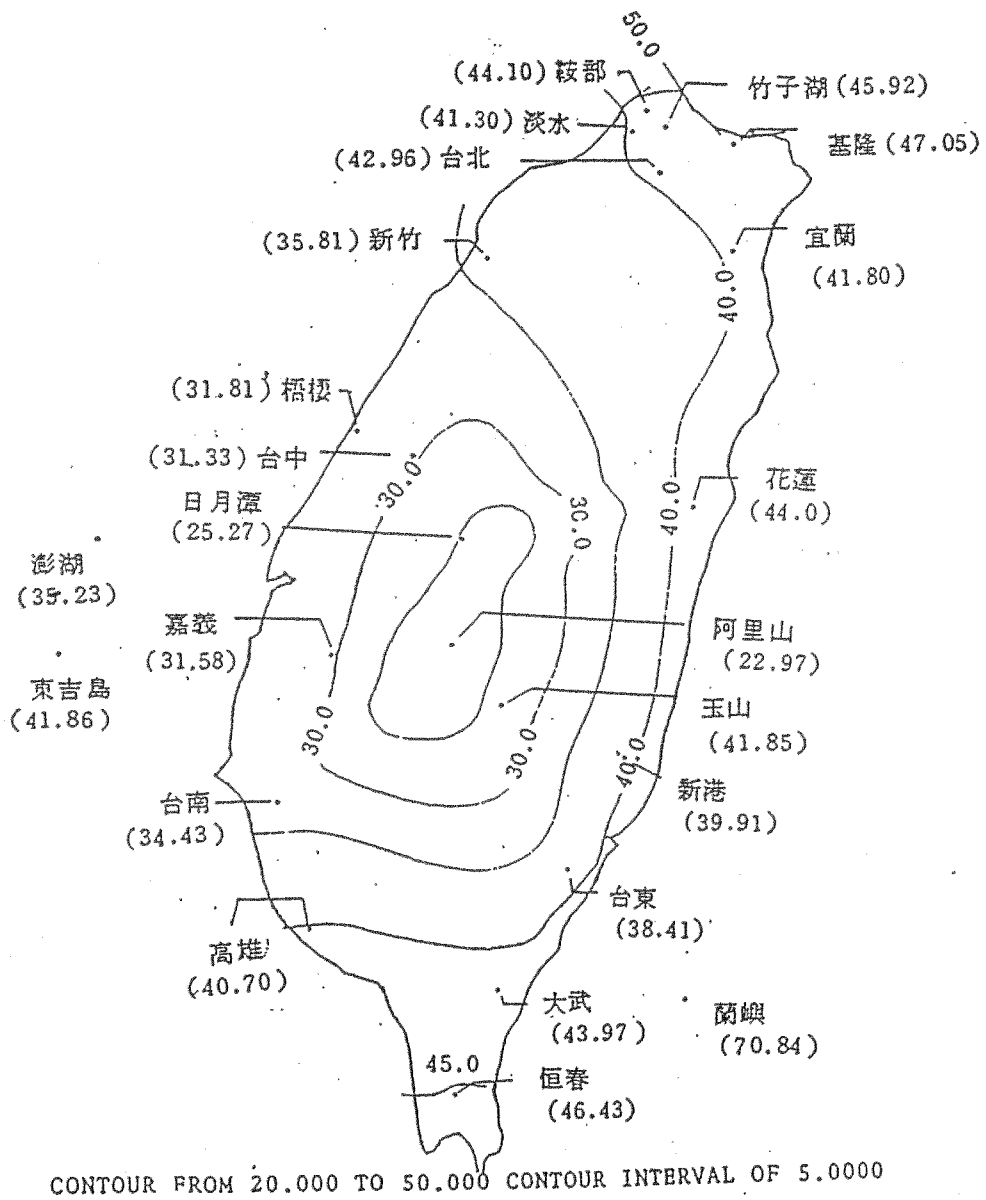 50.0
(44.10) 鞍部
竹子湖 (45.92)
(41.30) 淡水
基隆 (47.05)
(42.96) 台北
(35.81) 新竹
宜蘭
(41.80)
40.0
(31.81) 梧棲
(31.33) 台中
30.0
日月潭
(25.27)
30.0
40.0
花蓮
(44.0)
澎湖
(35.23)
嘉義
(31.58)
阿里山
(22.97)
東吉島
(41.86)
玉山
(41.85)
30.0
30.0
40.0
新港
(39.91)
台南
(34.43)
台東
(38.41)
高雄
(40.70)
大武
(43.97)
蘭嶼
(70.84)
45.0
恒春
(46.43)
CONTOUR FROM 20.000 TO 50.000 CONTOUR INTERVAL OF 5.0000